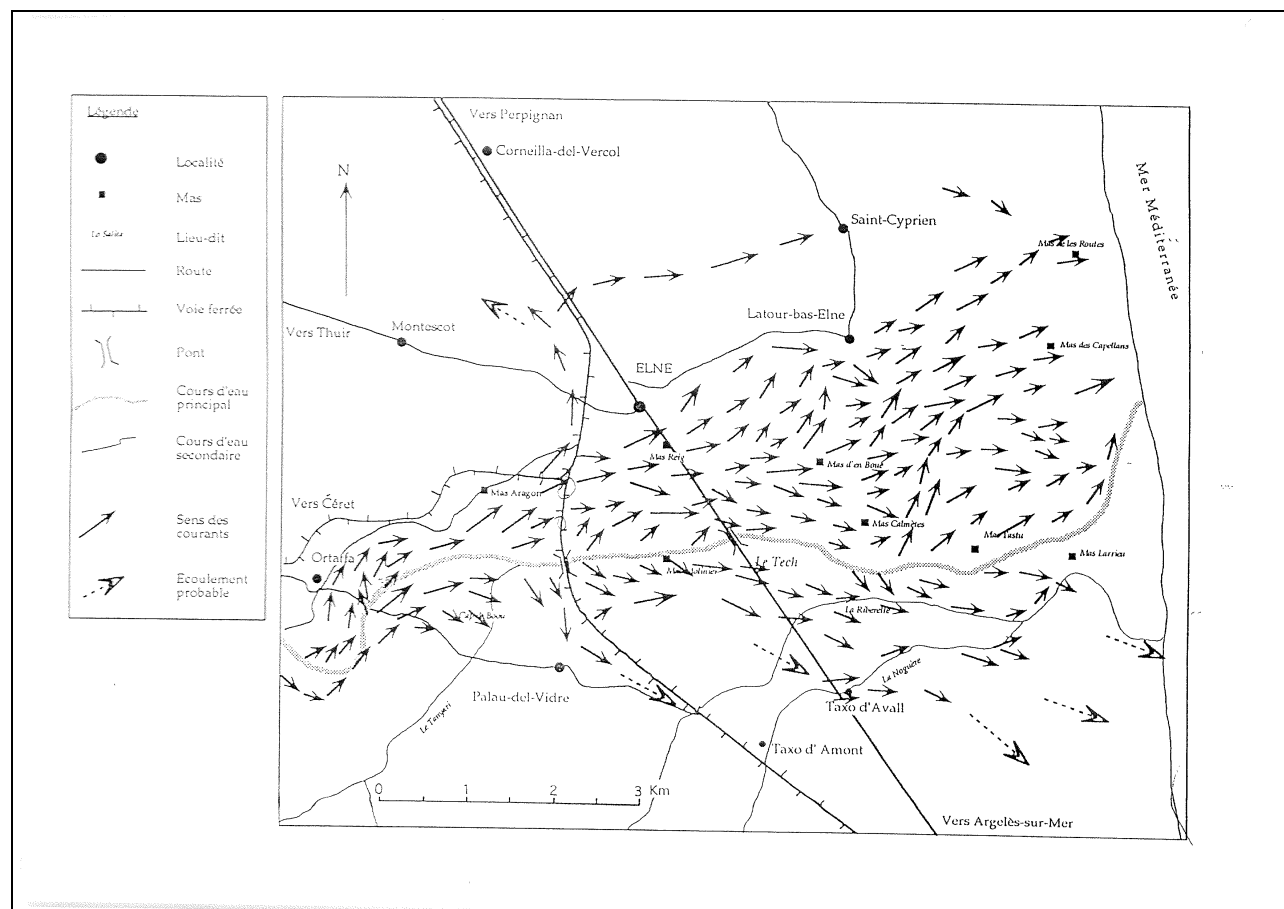 Légende
Localité
Mas
Lieu-dit
Route
Voie ferrée
Pont
Cours d'eau
principal
Cours d'eau
secondaire
Sens des
courants
Ecoulement
probable
N
Vers Perpignan
Corneilla-del-Vercol
Saint-Cyprien
Mer Méditerranée
Mas de les Routes
Vers Thuir
Montescot
Latour-bas-Elne
ELNE
Mas des Capellans
Mas Reig
Mas d'en Boue
Mas Aragon
Vers Céret
Mas Calmètes
Mas Tastu
Mas Larrieu
Ortaffa
Le Tech
La Riberette
Palau-del-Vidre
La Noguère
Le Tanyari
Taxo d'Avall
Taxo d' Amont
0 2 3 Km
Vers Argelès-sur-Mer